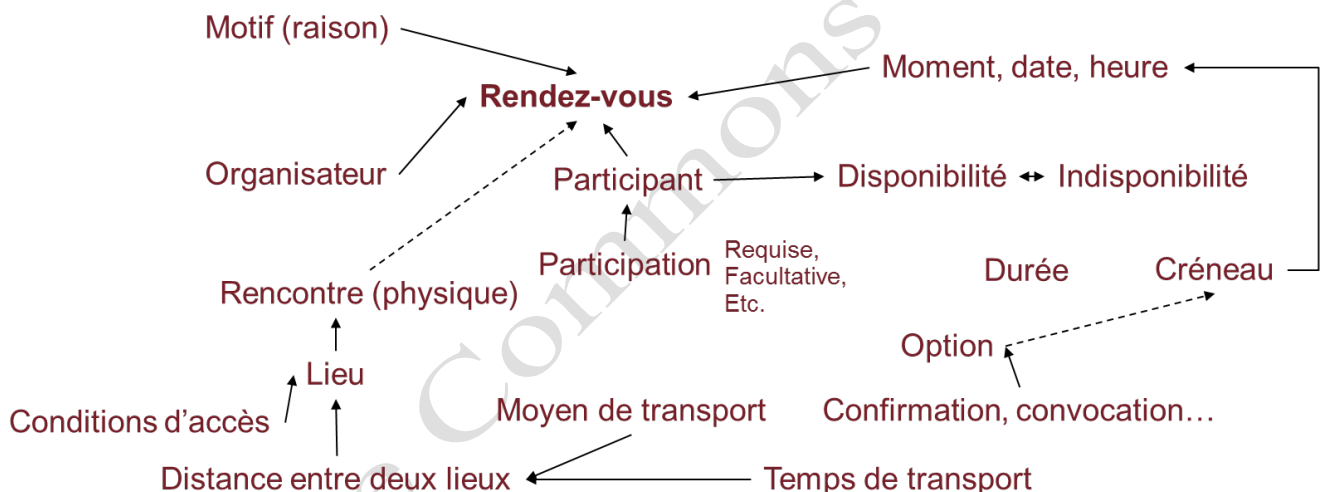 Motif (raison)
Moment, date, heure
Rendez-vous
Organisateur
Participant
Disponibilité
Indisponibilité
Participation
Requise,
Facultative,
Etc.
Durée
Créneau
Rencontre (physique)
Option
Lieu
Moyen de transport
Confirmation, convocation…
Conditions d’accès
Distance entre deux lieux
Temps de transport
Commons